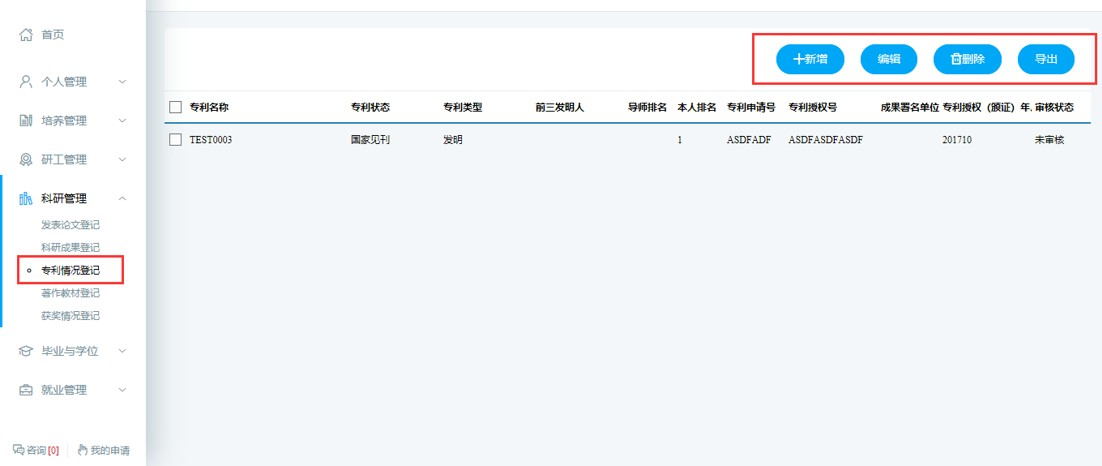 首页
个人管理
培养管理
研工管理
科研管理
发表论文登记
科研成果登记
专利情况登记
著作教材登记
获奖情况登记
毕业与学位
就业管理
咨询[0] 我的申请
新增 编辑 删除 导出
专利名称 专利状态 专利类型 前三发明人 导师排名 本人排名 专利申请号 专利授权号 成果署名单位 专利授权（颁证）年. 审核状态
TEST0003 国家见刊 发明 1 ASDFADF ASDFASDFASDF 201710 未审核